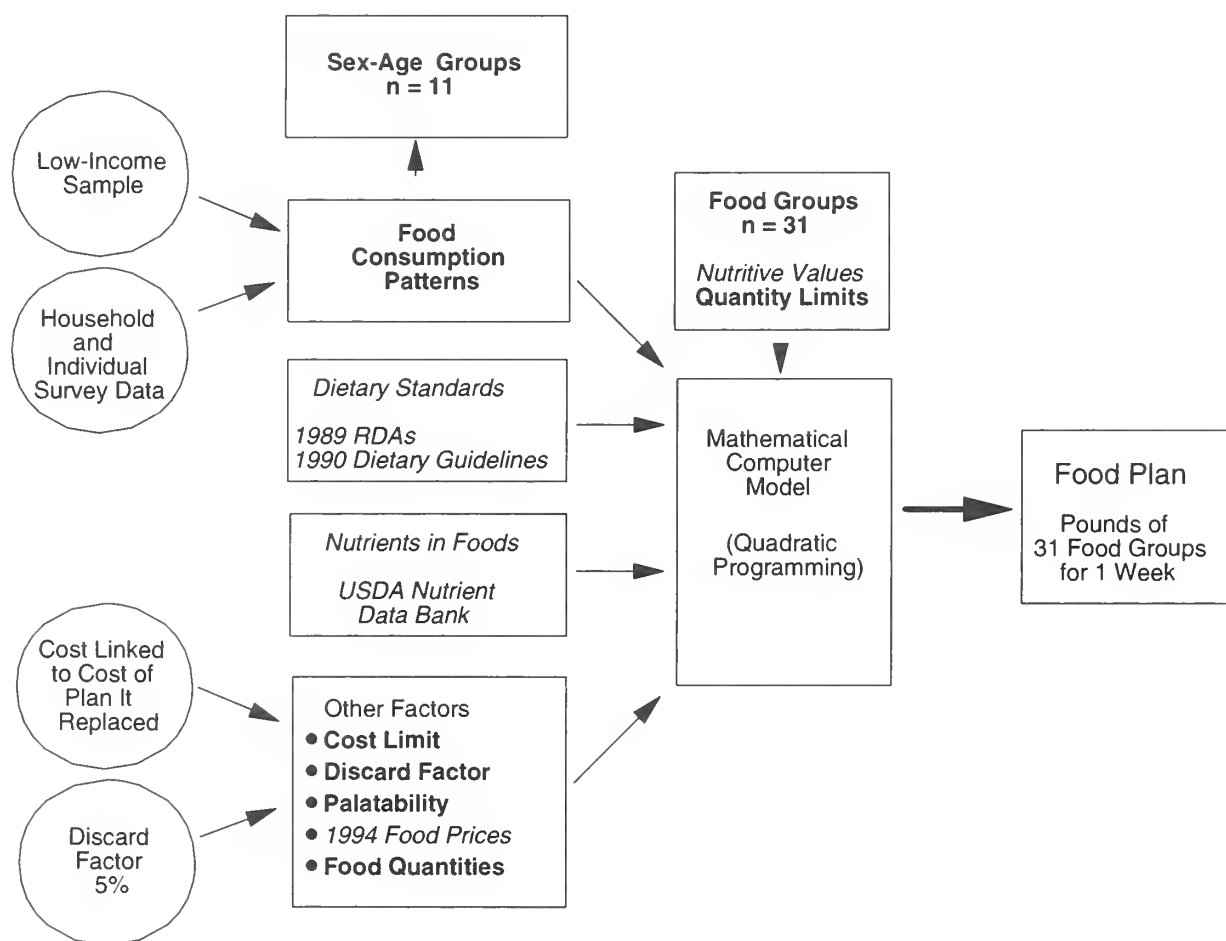 Sex-Age Groups
n = 11
Low-Income
Sample
Food
Consumption
Patterns
Food Groups
n = 31
Nutritive Values
Quantity Limits
Household
and
Individual
Survey Data
Dietary Standards
1989 RDAs
1990 Dietary Guidelines
Mathematical
Computer
Model
(Quadratic
Programming)
Food Plan
Pounds of
31 Food Groups
for 1 Week
Nutrients in Foods
USDA Nutrient
Data Bank
Cost Linked
to Cost of
Plan It
Replaced
Other Factors
• Cost Limit
• Discard Factor
• Palatability
• 1994 Food Prices
• Food Quantities
Discard
Factor
5%